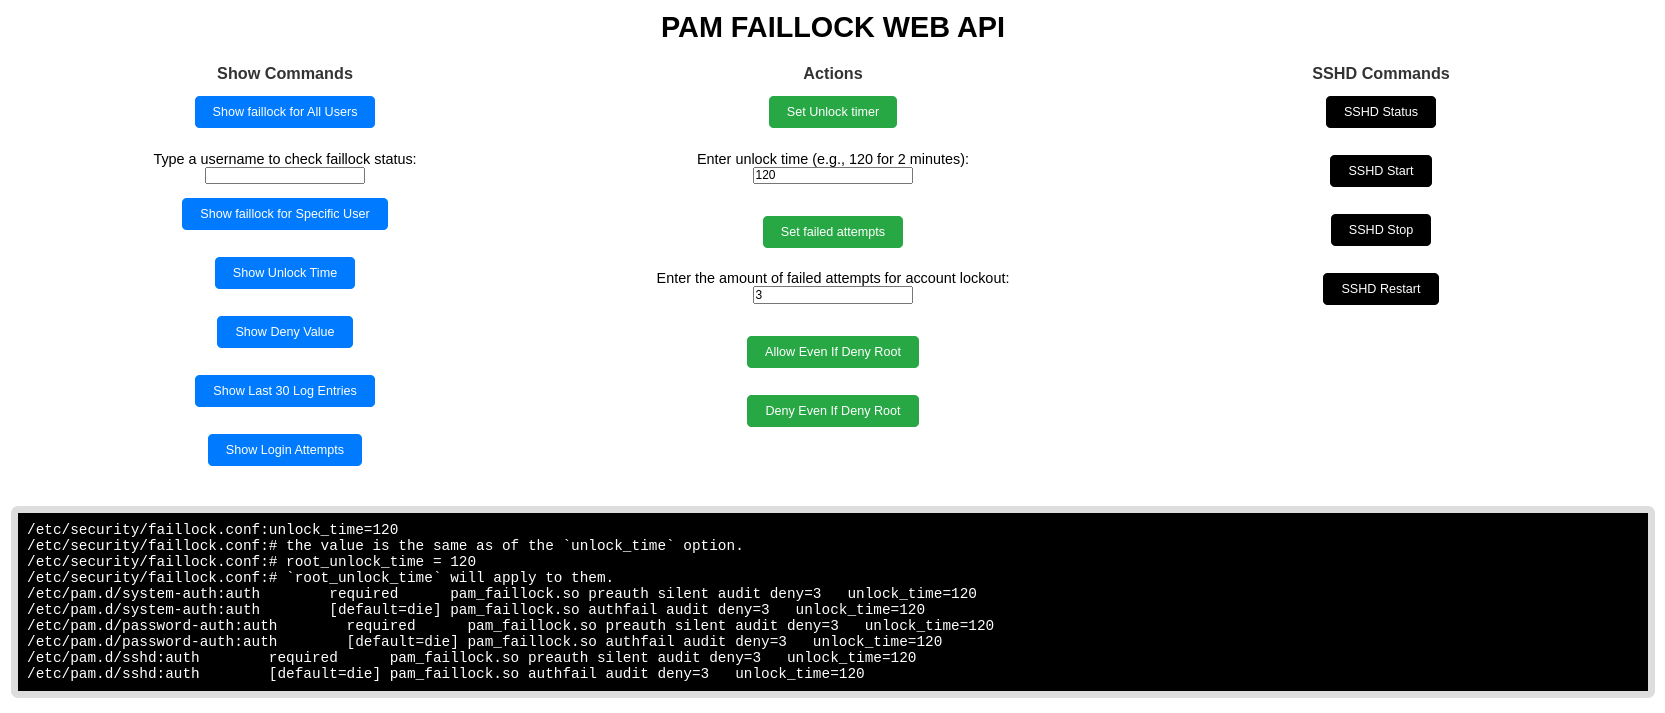 PAM FAILLOCK WEB API
Show Commands
Show faillock for All Users
Type a username to check faillock status:
Show faillock for Specific User
Show Unlock Time
Show Deny Value
Show Last 30 Log Entries
Show Login Attempts
Actions
Set Unlock timer
Enter unlock time (e.g., 120 for 2 minutes):
120
Set failed attempts
Enter the amount of failed attempts for account lockout:
3
Allow Even If Deny Root
Deny Even If Deny Root
SSHD Commands
SSHD Status
SSHD Start
SSHD Stop
SSHD Restart
/etc/security/faillock.conf:unlock_time=120
/etc/security/faillock.conf:# the value is the same as of the `unlock_time` option.
/etc/security/faillock.conf:# root_unlock_time = 120
/etc/security/faillock.conf:# `root_unlock_time` will apply to them.
/etc/pam.d/system-auth:auth        required      pam_faillock.so preauth silent audit deny=3   unlock_time=120
/etc/pam.d/system-auth:auth        [default=die] pam_faillock.so authfail audit deny=3   unlock_time=120
/etc/pam.d/password-auth:auth        required      pam_faillock.so preauth silent audit deny=3   unlock_time=120
/etc/pam.d/password-auth:auth        [default=die] pam_faillock.so authfail audit deny=3   unlock_time=120
/etc/pam.d/sshd:auth        required      pam_faillock.so preauth silent audit deny=3   unlock_time=120
/etc/pam.d/sshd:auth        [default=die] pam_faillock.so authfail audit deny=3   unlock_time=120